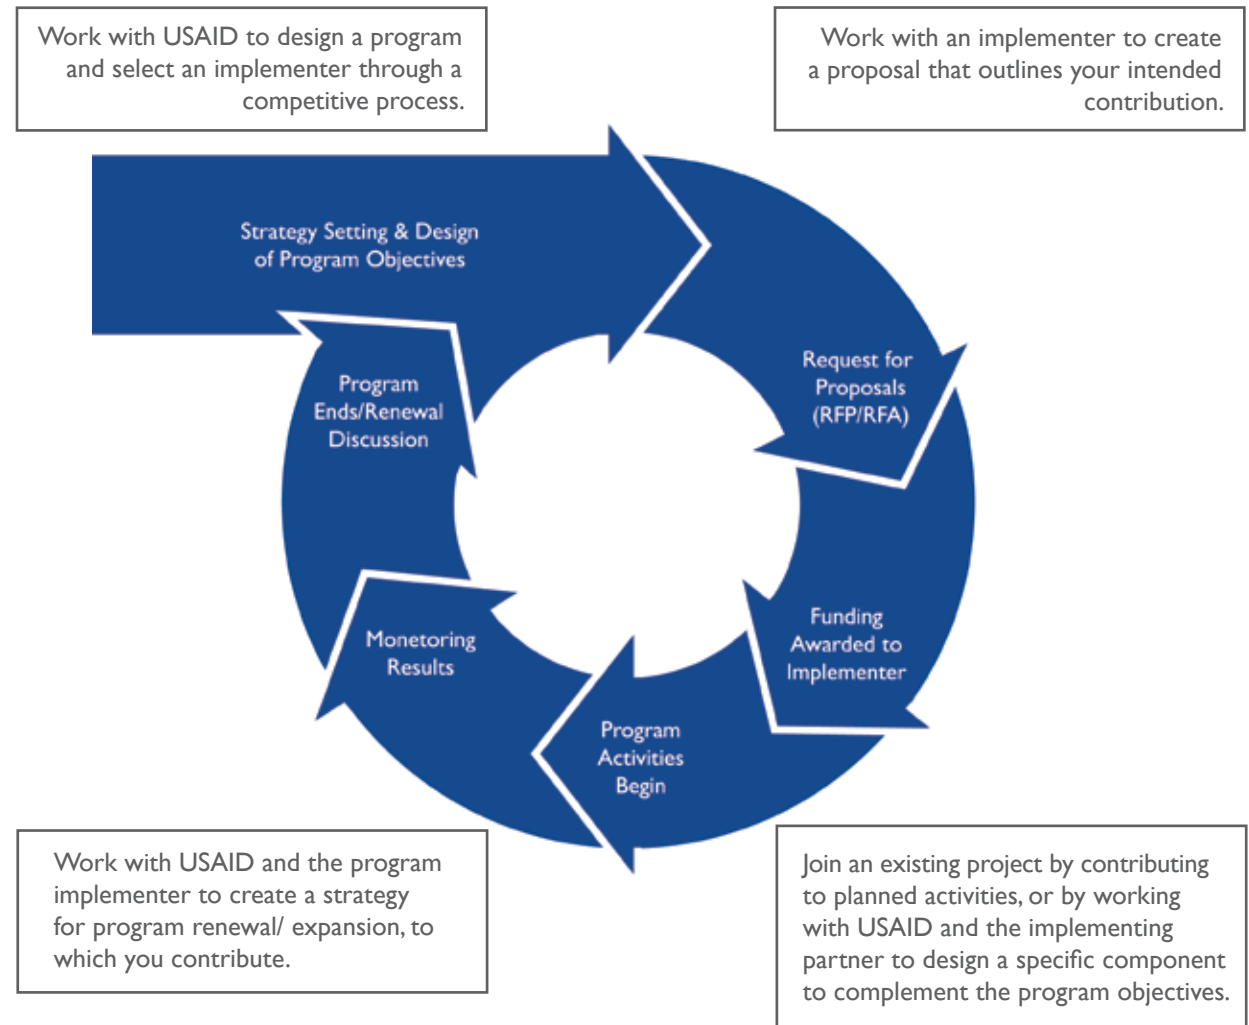 Work with USAID to design a program
and select an implementer through a
competitive process.
Work with an implementer to create
a proposal that outlines your intended
contribution.
Strategy Setting & Design
of Program Objectives
Request for
Proposals
(RFP/RFA)
Funding
Awarded to
Implementer
Program
Activities
Begin
Monetoring
Results
Program
Ends/Renewal
Discussion
Work with USAID and the program
implementer to create a strategy
for program renewal/ expansion, to
which you contribute.
Join an existing project by contributing
to planned activities, or by working
with USAID and the implementing
partner to design a specific component
to complement the program objectives.